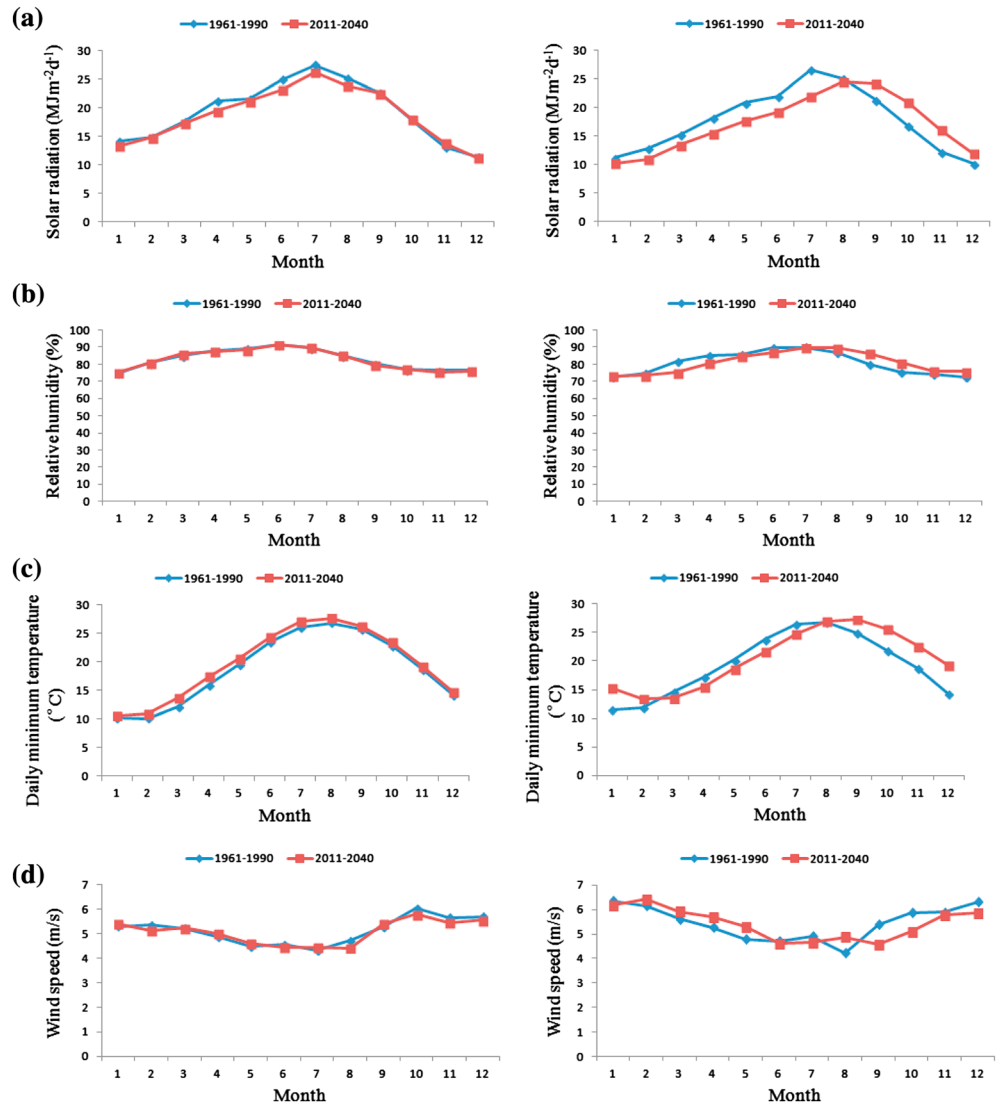 (a)
1961-1990 2011-2040
Solar radiation (MJm⁻²d⁻¹)
30
25
20
15
10
5
0
1 2 3 4 5 6 7 8 9 10 11 12
Month
1961-1990 2011-2040
Solar radiation (MJm⁻²d⁻¹)
30
25
20
15
10
5
0
1 2 3 4 5 6 7 8 9 10 11 12
Month
(b)
1961-1990 2011-2040
Relative humidity (%)
100
90
80
70
60
50
40
30
20
10
0
1 2 3 4 5 6 7 8 9 10 11 12
Month
1961-1990 2011-2040
Relative humidity (%)
100
90
80
70
60
50
40
30
20
10
0
1 2 3 4 5 6 7 8 9 10 11 12
Month
(c)
1961-1990 2011-2040
Daily minimum temperature
(°C)
30
25
20
15
10
5
0
1 2 3 4 5 6 7 8 9 10 11 12
Month
1961-1990 2011-2040
Daily minimum temperature
(°C)
30
25
20
15
10
5
0
1 2 3 4 5 6 7 8 9 10 11 12
Month
(d)
1961-1990 2011-2040
Wind speed (m/s)
7
6
5
4
3
2
1
0
1 2 3 4 5 6 7 8 9 10 11 12
Month
1961-1990 2011-2040
Wind speed (m/s)
7
6
5
4
3
2
1
0
1 2 3 4 5 6 7 8 9 10 11 12
Month